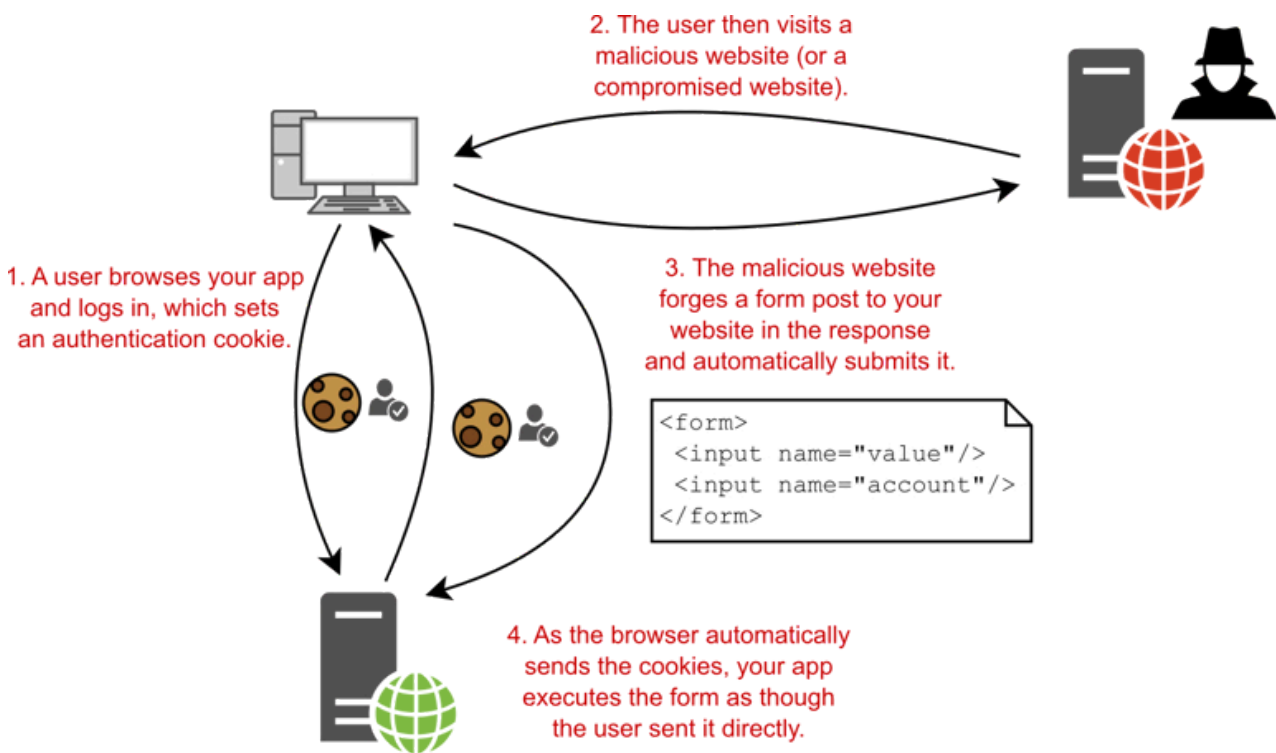 2. The user then visits a
malicious website (or a
compromised website).
1. A user browses your app
and logs in, which sets
an authentication cookie.
3. The malicious website
forges a form post to your
website in the response
and automatically submits it.
<form>
<input name="value"/>
<input name="account"/>
</form>
4. As the browser automatically
sends the cookies, your app
executes the form as though
the user sent it directly.